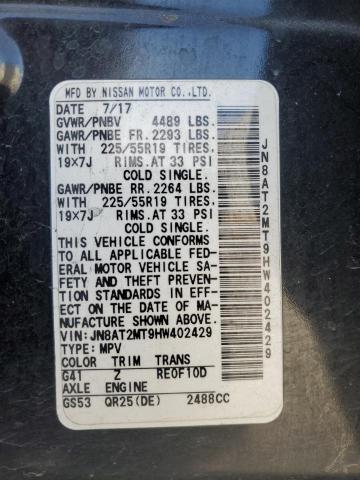 MFD BY NISSAN MOTOR CO.,LTD.
DATE 7/17
GVWR/PNBV 4489 LBS.
GAWR/PNBE FR.2293 LBS.
WITH 225/55R19 TIRES.
19X7J RIMS.AT 33 PSI
COLD SINGLE.
GAWR/PNBE RR.2264 LBS.
WITH 225/55R19 TIRES.
19X7J RIMS.AT 33 PSI
COLD SINGLE.
THIS VEHICLE CONFORMS
TO ALL APPLICABLE FED-
ERAL MOTOR VEHICLE SA-
FETY AND THEFT PREVENTION
STANDARDS IN EFF-
ECT ON THE DATE OF MA-
NUFACTURE SHOWN ABOVE.
VIN:JN8AT2MT9HW402429
TYPE:MPV
COLOR TRIM TRANS
G41 Z RE0F10D
AXLE ENGINE
GS53 QR25(DE) 2488CC
JN8AT2MT9HW402429